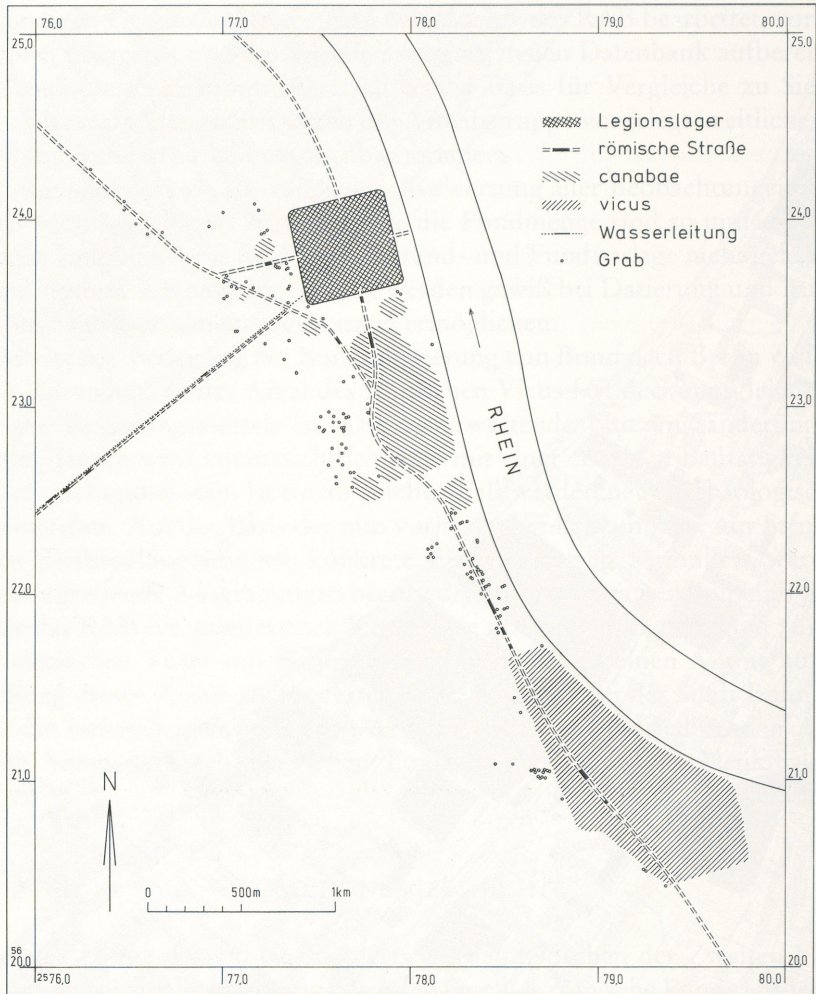 76,0 77,0 78,0 79,0 80,0
25,0 25,0
Legionslager
römische Straße
canabae
vicus
Wasserleitung
Grab
24,0 24,0
23,0 23,0
RHEIN
22,0 22,0
21,0 21,0
N
0 500m 1km
56
20,0 20,0
2576,0 77,0 78,0 79,0 80,0